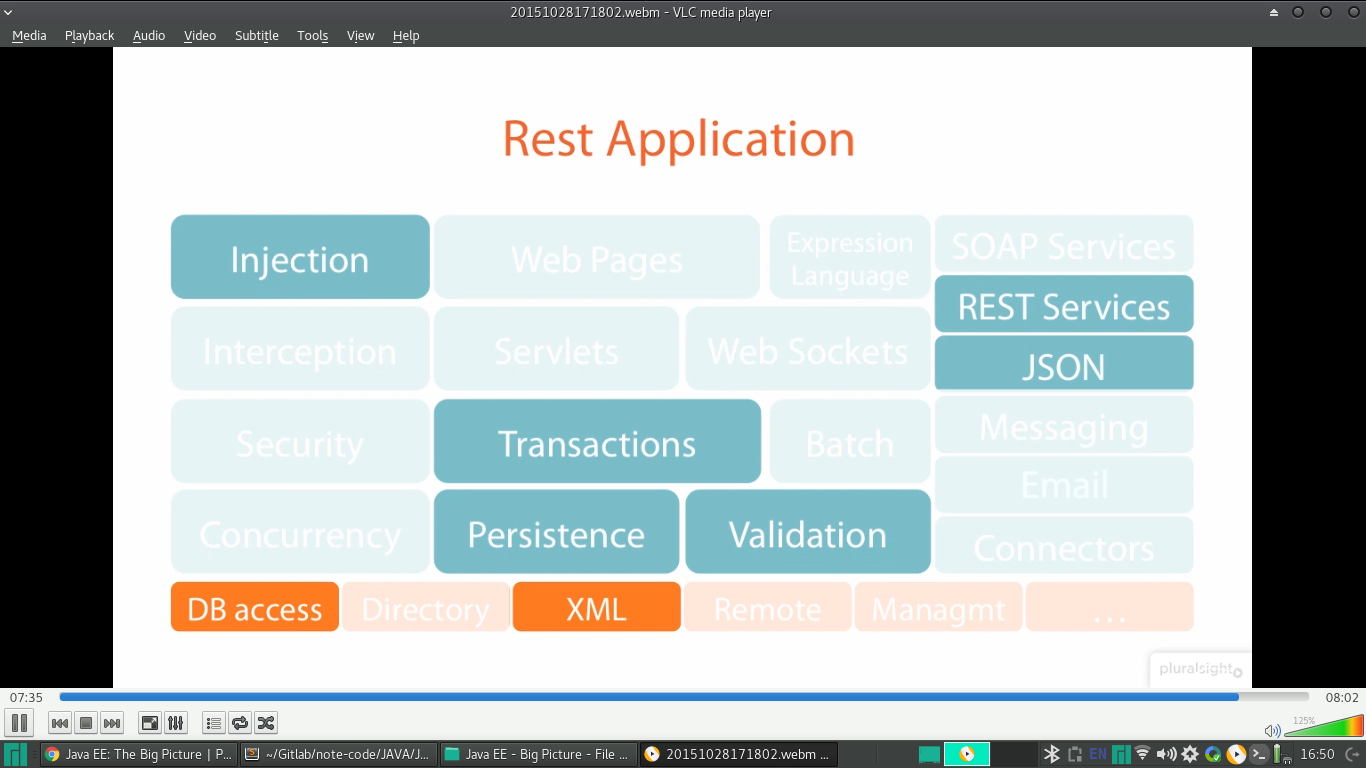 20151028171802.webm - VLC media player
Media Playback Audio Video Subtitle Tools View Help
Rest Application
Injection
Web Pages
Expression
Language
SOAP Services
REST Services
Interception
Servlets
Web Sockets
JSON
Security
Transactions
Batch
Messaging
Email
Concurrency
Persistence
Validation
Connectors
DB access
Directory
XML
Remote
Managmt
...
pluralsight
07:35
08:02
125%
Java EE: The Big Picture | P...
~/Gitlab/note-code/JAVA/J...
Java EE - Big Picture - File ...
20151028171802.webm ...
EN
16:50